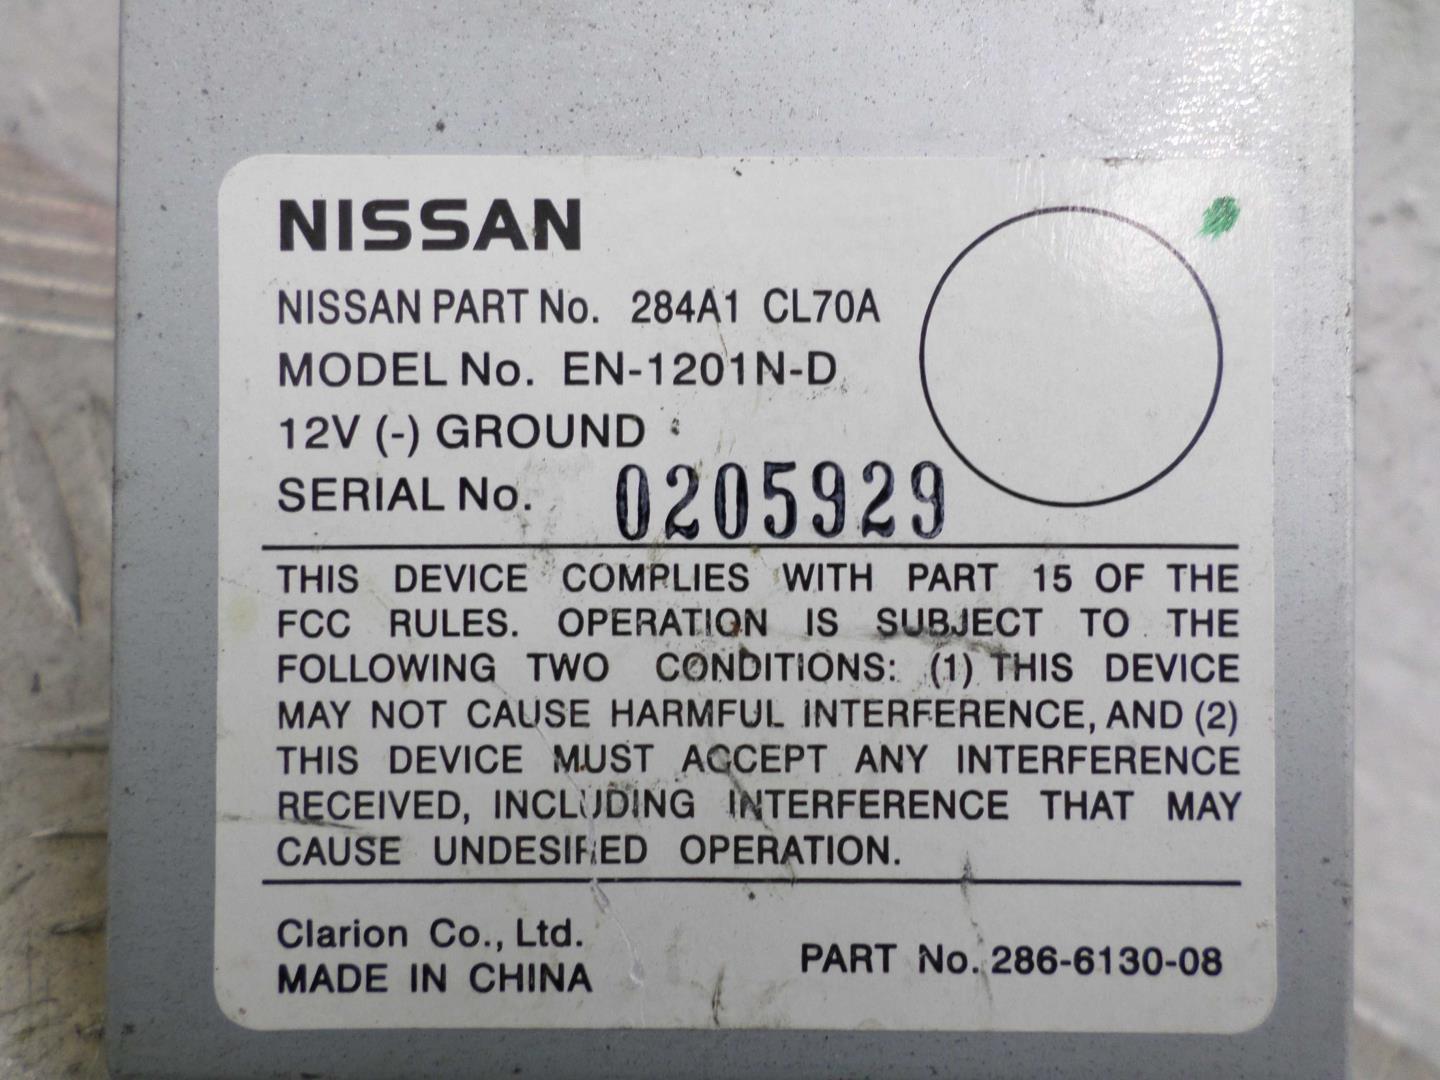 NISSAN
NISSAN PART No. 284A1 CL70A
MODEL No. EN-1201N-D
12V (-) GROUND
SERIAL No. 0205929
THIS DEVICE COMPLIES WITH PART 15 OF THE
FCC RULES. OPERATION IS SUBJECT TO THE
FOLLOWING TWO CONDITIONS: (1) THIS DEVICE
MAY NOT CAUSE HARMFUL INTERFERENCE, AND (2)
THIS DEVICE MUST ACCEPT ANY INTERFERENCE
RECEIVED, INCLUDING INTERFERENCE THAT MAY
CAUSE UNDESIRED OPERATION.
Clarion Co., Ltd.
MADE IN CHINA
PART No. 286-6130-08